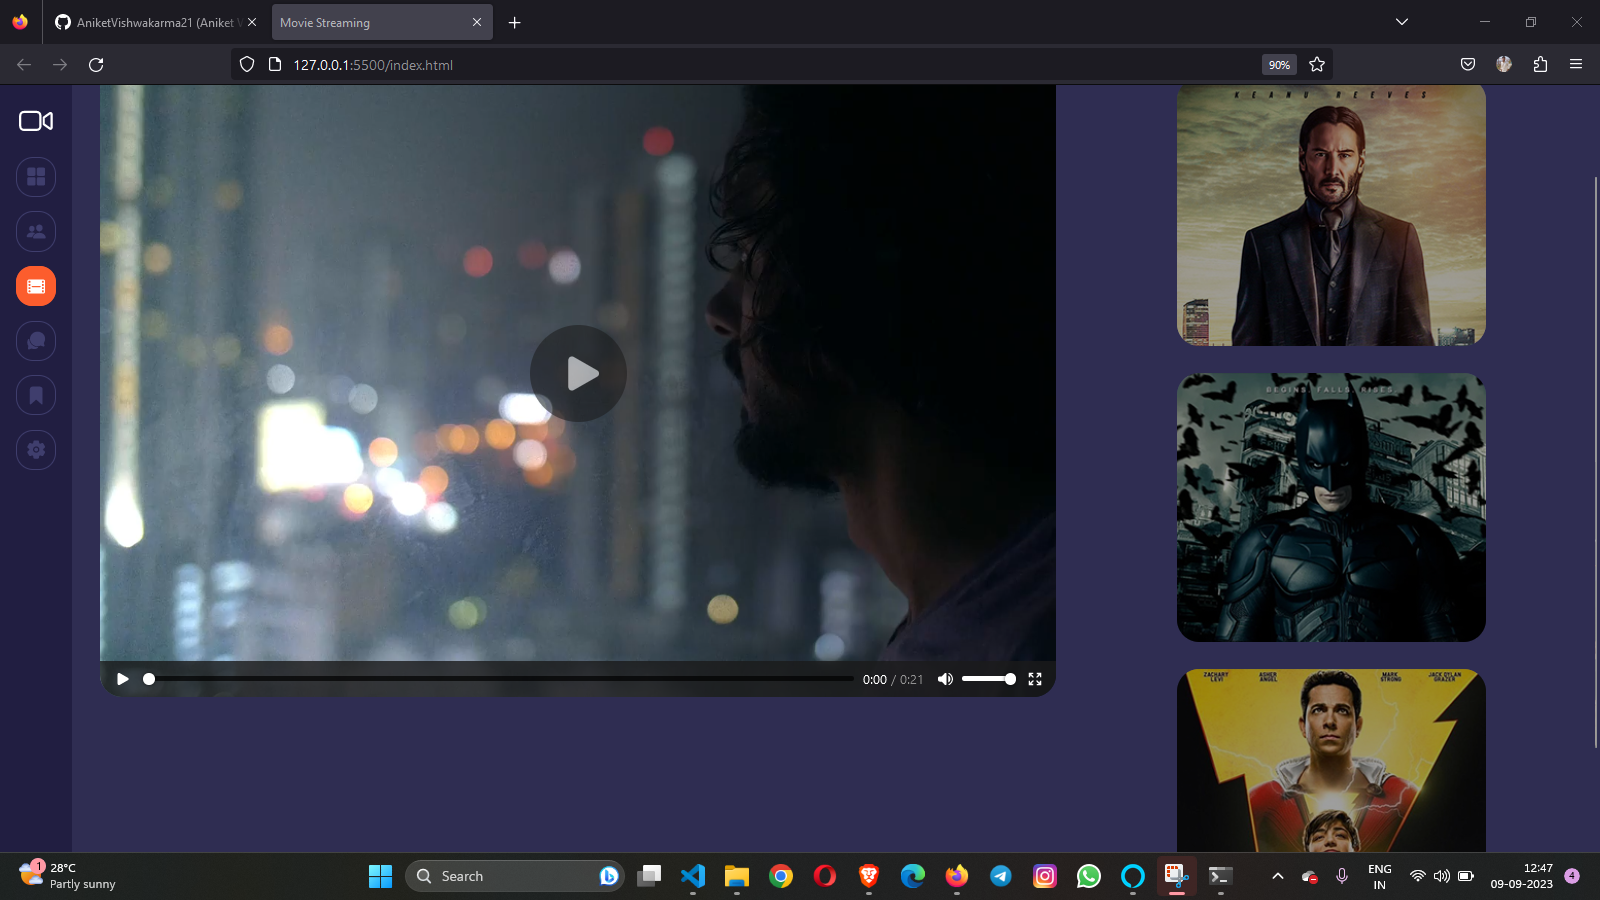 AniketVishwakarma21 (Aniket V
Movie Streaming
127.0.0.1:5500/index.html
90%
KEANU REEVES
BEGINS. FALLS. RISES.
0:00 / 0:21
ZACHARY LEVI
ASHER ANGEL
MARK STRONG
JACK DYLAN GRAZER
1
28°C
Partly sunny
Search
ENG
IN
12:47
09-09-2023
4